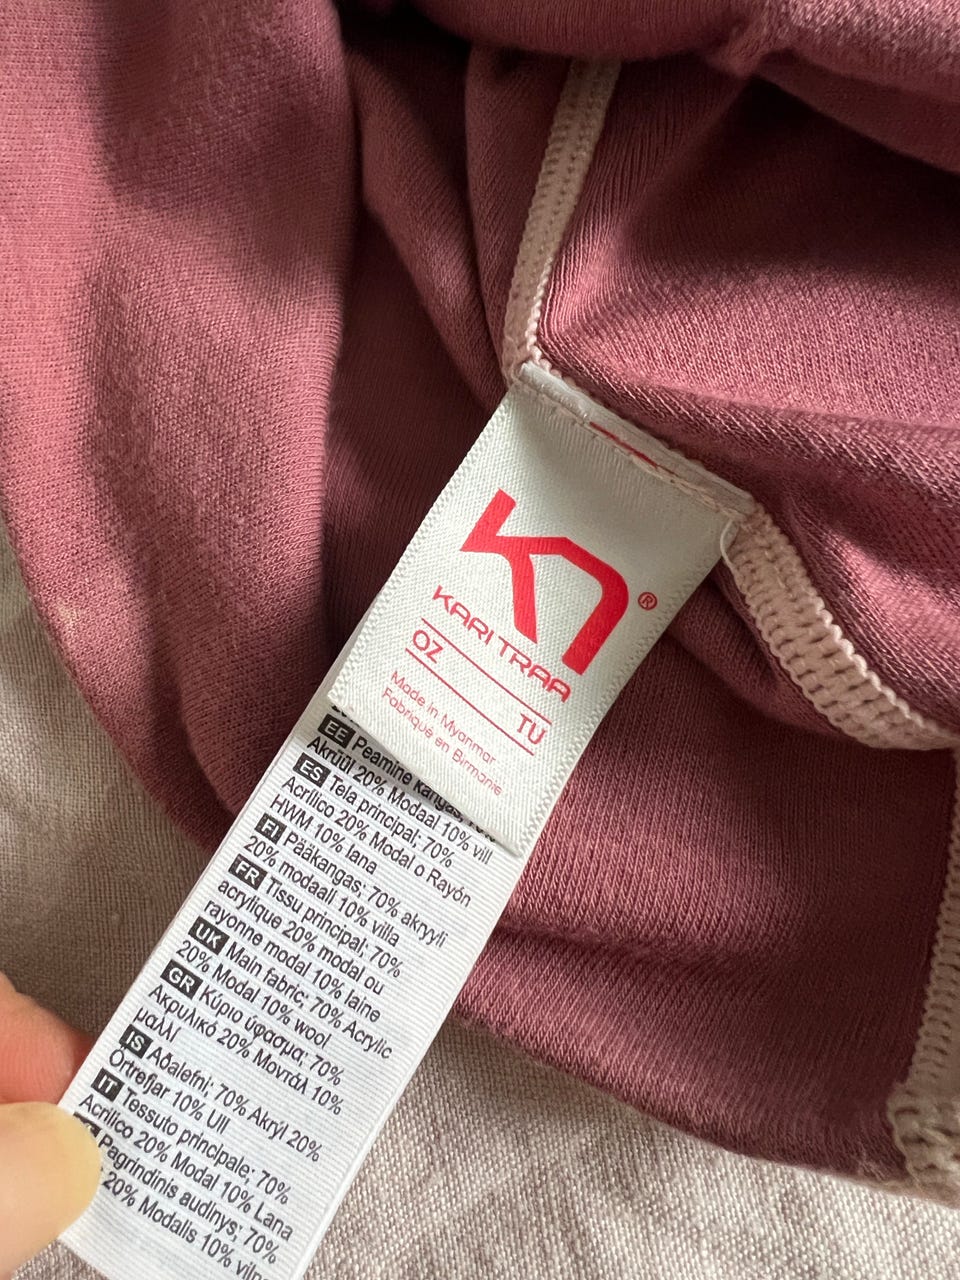 ®
KARI TRAA
OZ TU
Made in Myanmar
Fabriqué en Birmanie
EE Peamine kangas;
Akrüül 20% Modaal 10% vill
ES Tela principal; 70%
Acrílico 20% Modal o Rayón
HWM 10% lana
FI Pääkangas; 70% akryyli
20% modaali 10% villa
FR Tissu principal; 70%
acrylique 20% modal ou
rayonne modal 10% laine
UK Main fabric; 70% Acrylic
20% Modal 10% wool
GR Κύριο ύφασμα; 70%
Ακρυλικό 20% Μοντάλ 10%
μαλλί
IS Aðalefni; 70% Akrýl 20%
Örtrefjar 10% Ull
IT Tessuto principale; 70%
Acrilico 20% Modal 10% Lana
Pagrindinis audinys; 70%
20% Modalis 10%